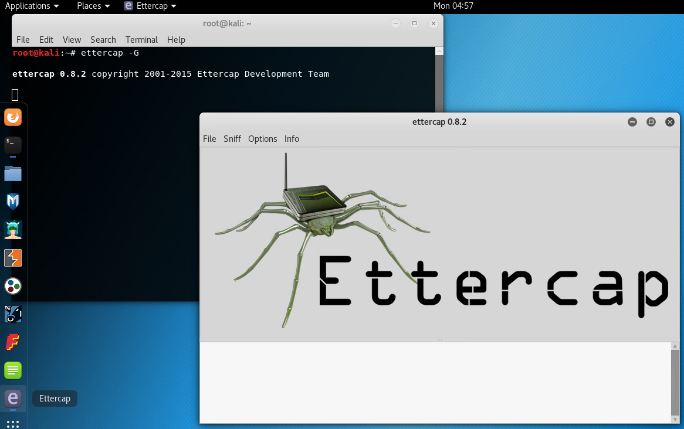 Applications Places Ettercap Mon 04:57
root@kali: ~
File Edit View Search Terminal Help
root@kali:~# ettercap -G
ettercap 0.8.2 copyright 2001-2015 Ettercap Development Team
ettercap 0.8.2
File Sniff Options Info
Ettercap
Ettercap